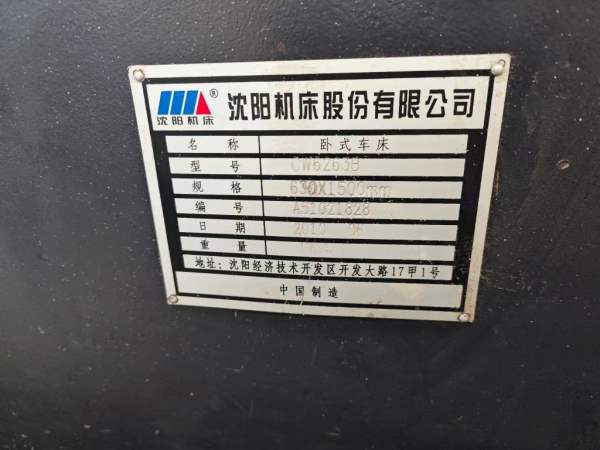 沈阳机床® 沈阳机床股份有限公司
名 称 卧式车床
型 号 CW6263B
规 格 630X1500mm
编 号 A51021828
日 期 2010 06
重 量
地址：沈阳经济技术开发区开发大路17甲1号
中国制造